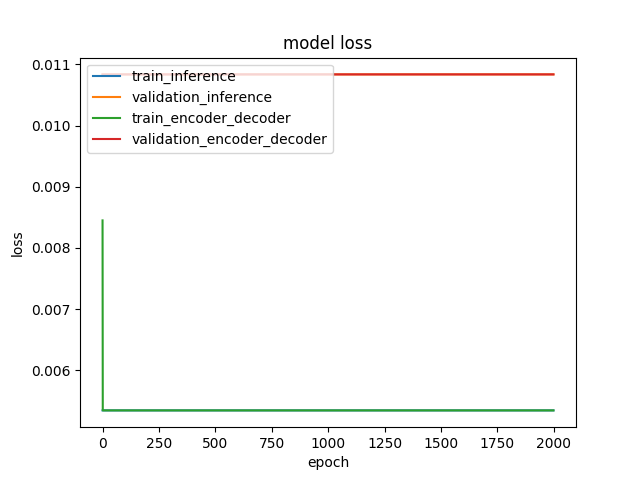 model loss
0.011
0.010
0.009
0.008
0.007
0.006
loss
train_inference
validation_inference
train_encoder_decoder
validation_encoder_decoder
0 250 500 750 1000 1250 1500 1750 2000
epoch